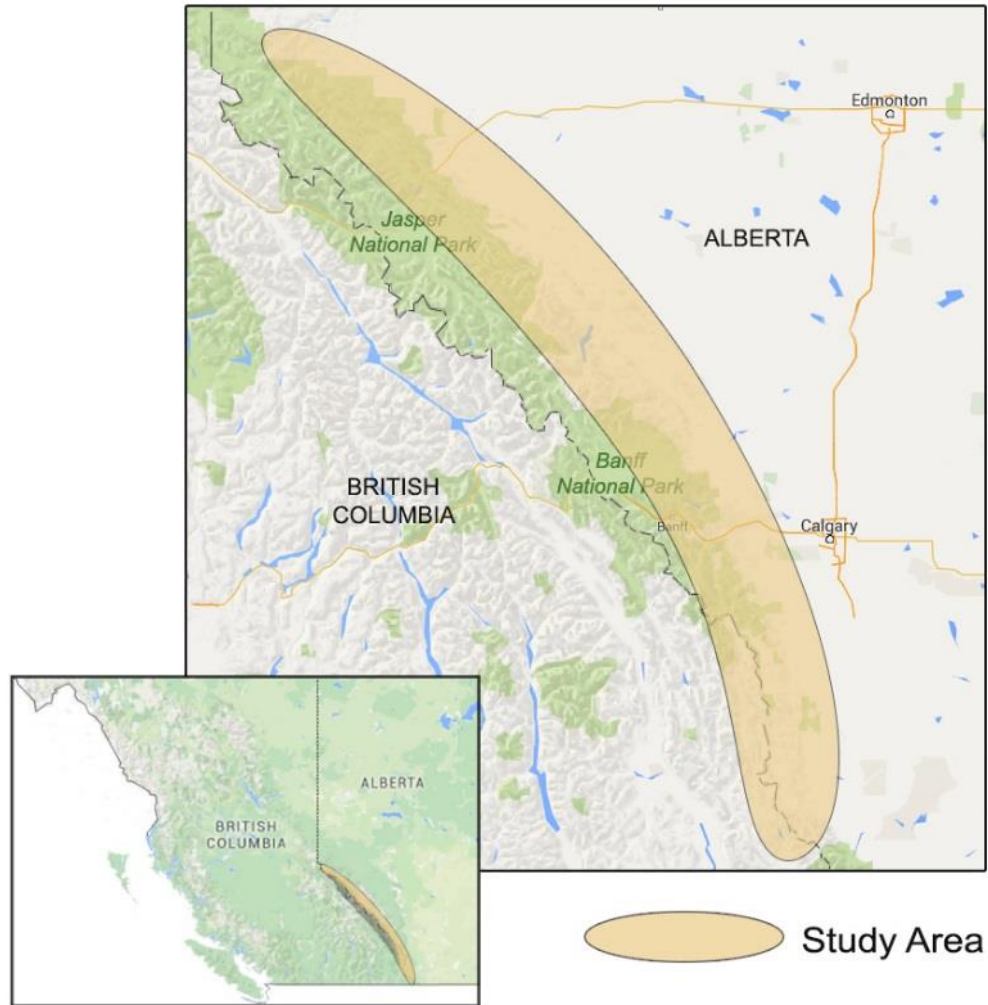 Edmonton
Jasper
National Park
ALBERTA
Banff
National Park
BRITISH
COLUMBIA
Banff
Calgary
ALBERTA
BRITISH
COLUMBIA
Study Area